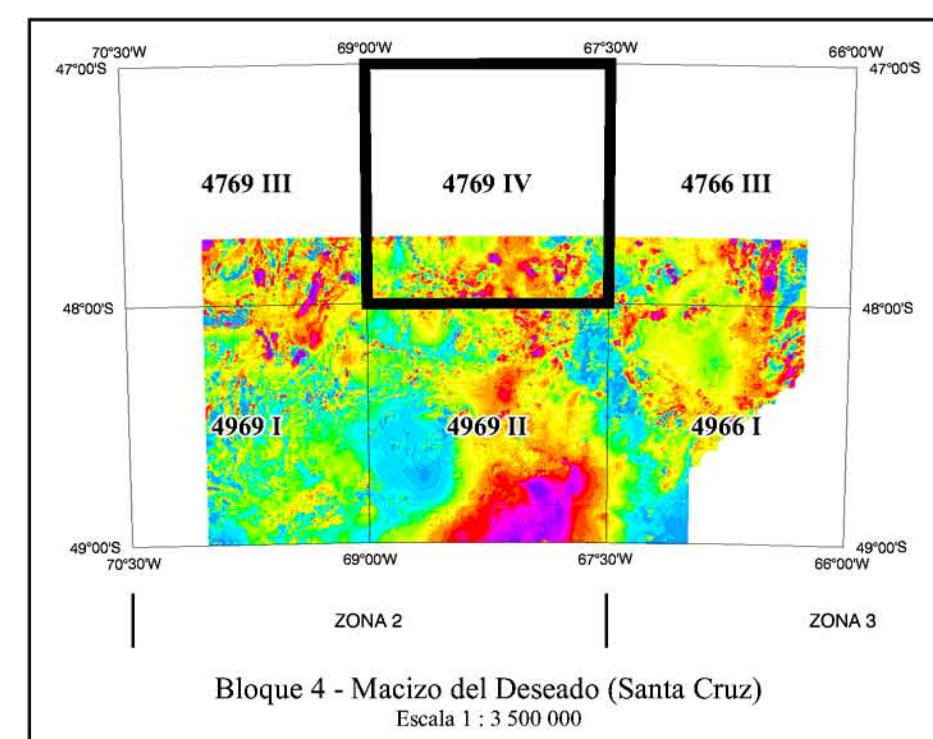 70°30'W 69°00'W 67°30'W 66°00'W
47°00'S 47°00'S
4769 III 4769 IV 4766 III
48°00'S 48°00'S
4969 I 4969 II 4966 I
49°00'S 49°00'S
70°30'W 69°00'W 67°30'W 66°00'W
ZONA 2 ZONA 3
Bloque 4 - Macizo del Deseado (Santa Cruz)
Escala 1 : 3 500 000